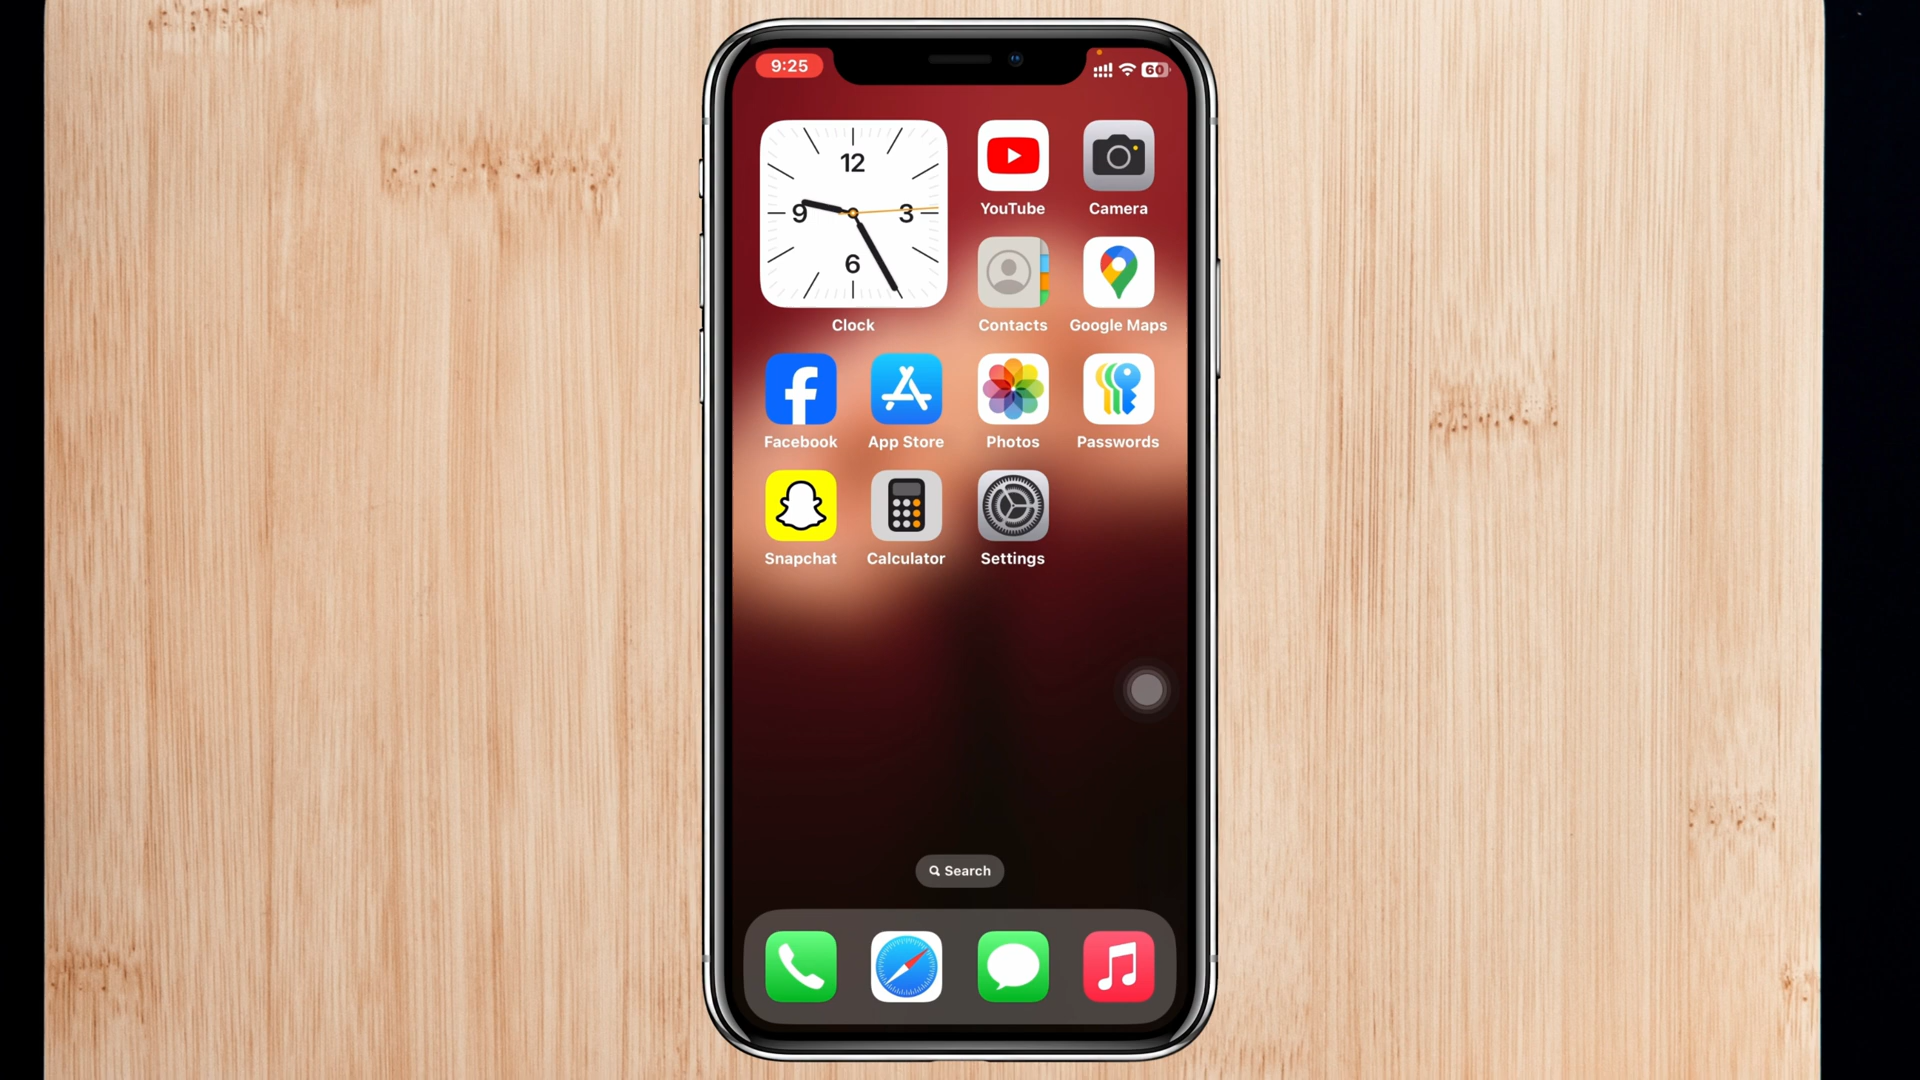 9:25
60
12
9
3
6
Clock
YouTube
Camera
Contacts
Google Maps
Facebook
App Store
Photos
Passwords
Snapchat
Calculator
Settings
Search